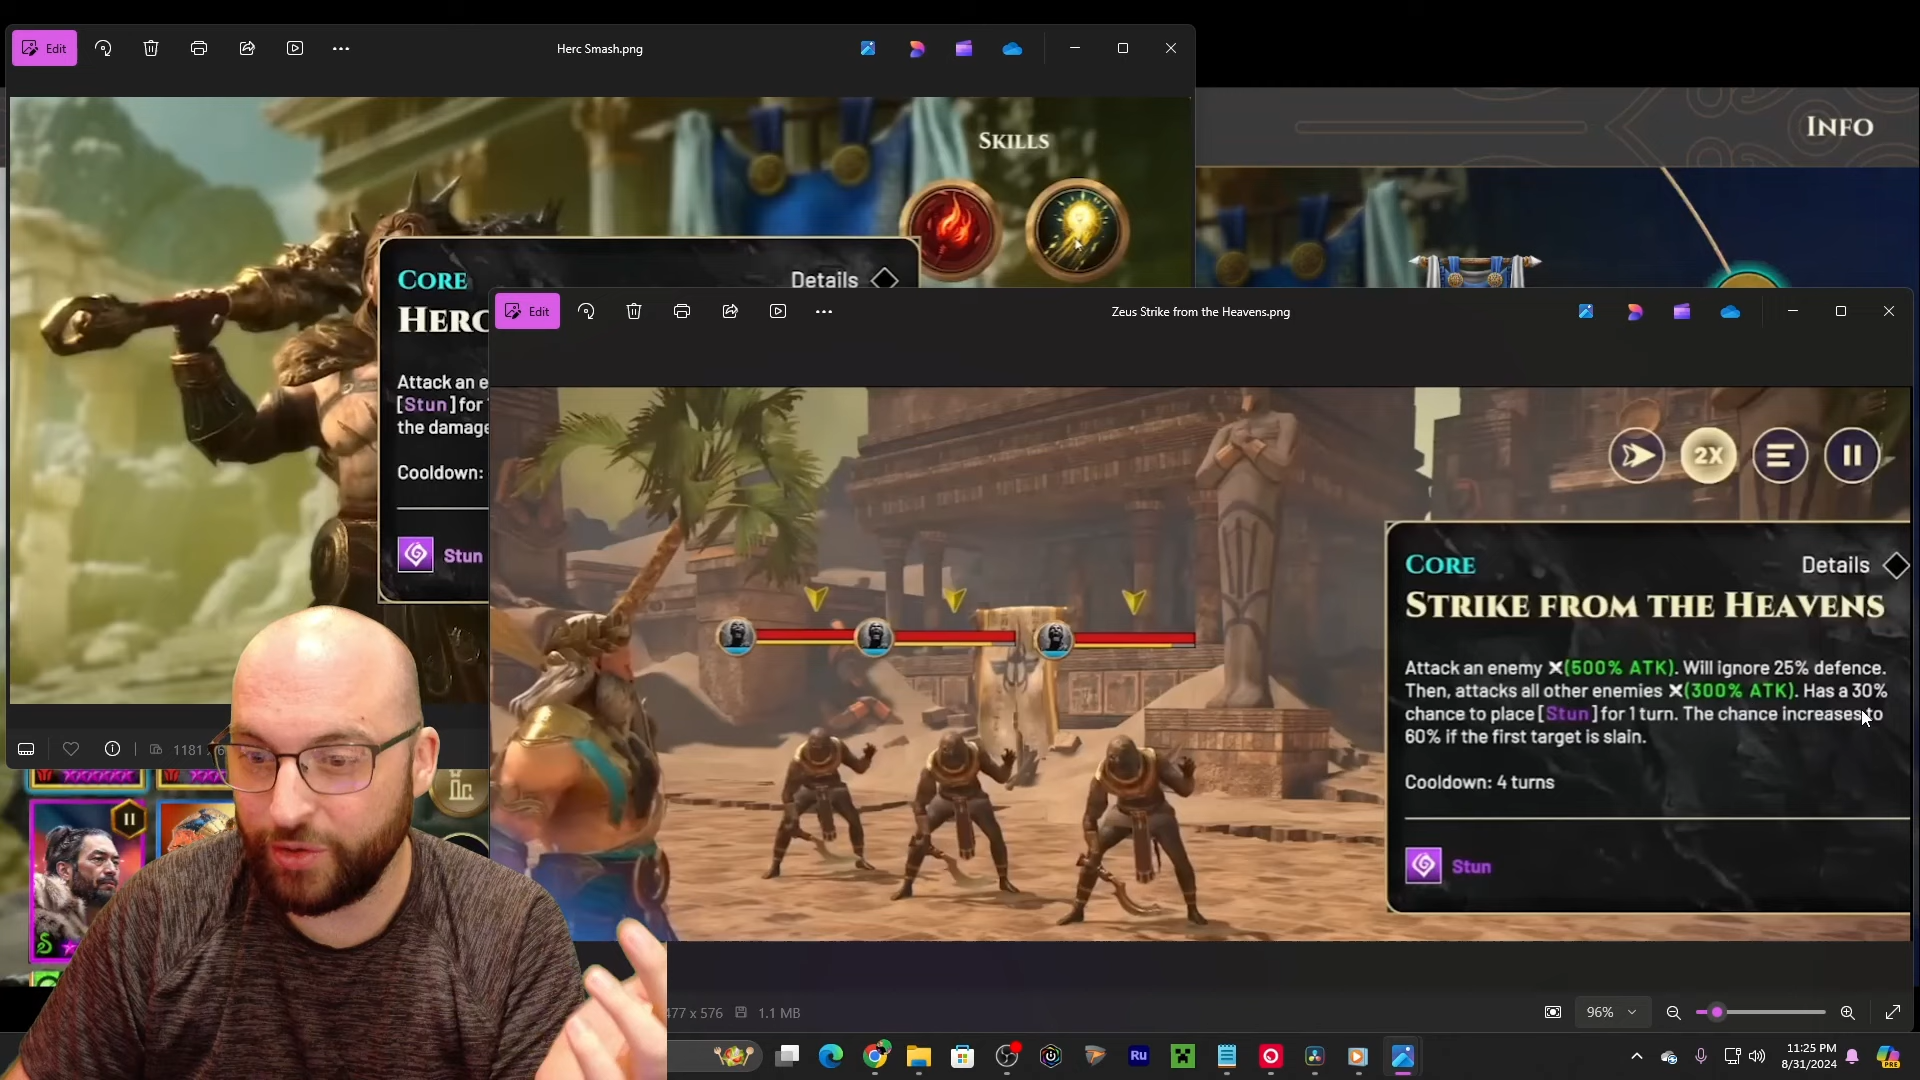 Edit
Herc Smash.png
SKILLS
INFO
CORE
Details
HERC
Attack an e
[Stun] for
the damage
Cooldown:
Stun
1181 x 6
Edit
Zeus Strike from the Heavens.png
2X
CORE
Details
STRIKE FROM THE HEAVENS
Attack an enemy ×(500% ATK). Will ignore 25% defence.
Then, attacks all other enemies ×(300% ATK). Has a 30%
chance to place [Stun] for 1 turn. The chance increases to
60% if the first target is slain.
Cooldown: 4 turns
Stun
II
477 x 576
1.1 MB
96%
Ru
11:25 PM
8/31/2024
PRE